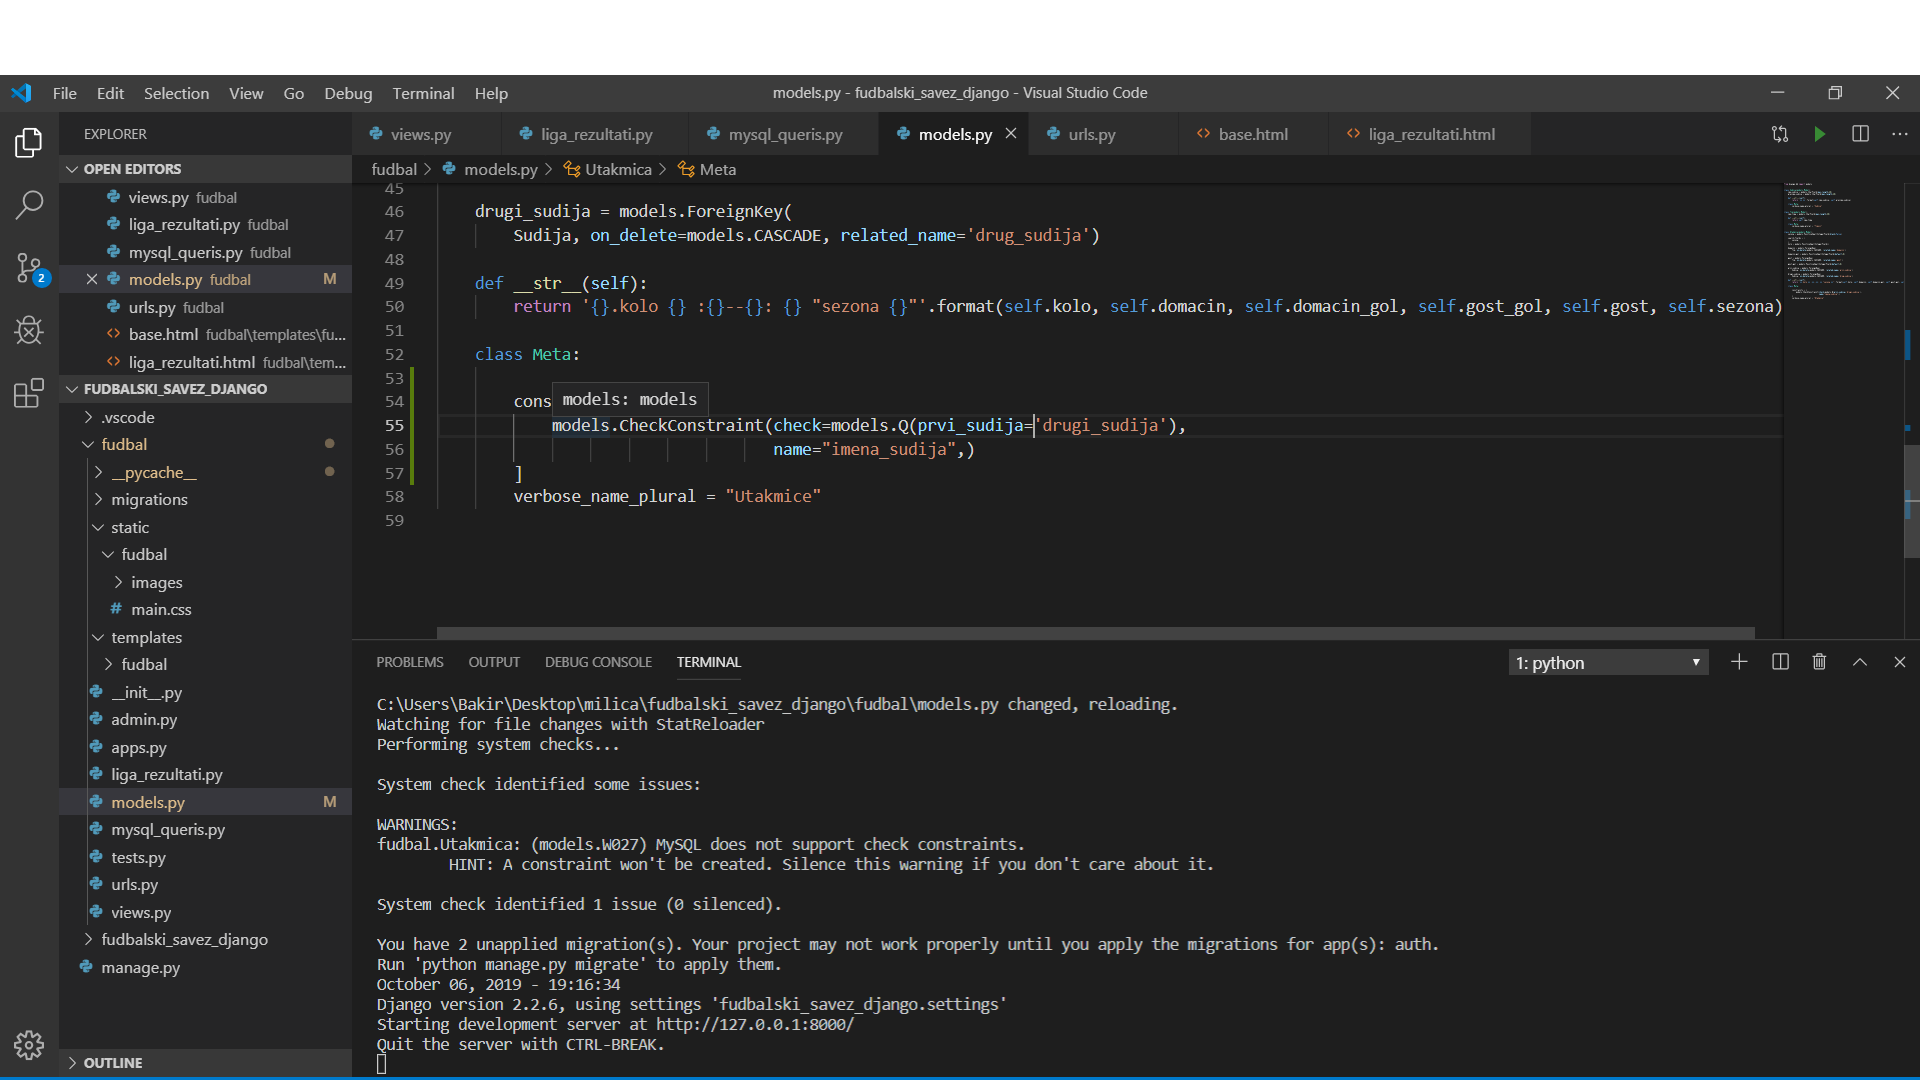 File Edit Selection View Go Debug Terminal Help
models.py - fudbalski_savez_django - Visual Studio Code
EXPLORER
OPEN EDITORS
views.py fudbal
liga_rezultati.py fudbal
mysql_queris.py fudbal
models.py fudbal M
urls.py fudbal
base.html fudbal\templates\fu...
liga_rezultati.html fudbal\tem...
2
FUDBALSKI_SAVEZ_DJANGO
.vscode
fudbal
__pycache__
migrations
static
fudbal
images
# main.css
templates
fudbal
__init__.py
admin.py
apps.py
liga_rezultati.py
models.py M
mysql_queris.py
tests.py
urls.py
views.py
fudbalski_savez_django
manage.py
OUTLINE
views.py liga_rezultati.py mysql_queris.py models.py urls.py base.html liga_rezultati.html
fudbal > models.py > Utakmica > Meta
45
46 drugi_sudija = models.ForeignKey(
47 Sudija, on_delete=models.CASCADE, related_name='drug_sudija')
48
49 def __str__(self):
50 return '{}.kolo {} :{}--{}: {} "sezona {}"'.format(self.kolo, self.domacin, self.domacin_gol, self.gost_gol, self.gost, self.sezona)
51
52 class Meta:
53
54 cons
models: models
55 models.CheckConstraint(check=models.Q(prvi_sudija='drugi_sudija'),
56 name="imena_sudija",)
57 ]
58 verbose_name_plural = "Utakmice"
59
PROBLEMS OUTPUT DEBUG CONSOLE TERMINAL
1: python
C:\Users\Bakir\Desktop\milica\fudbalski_savez_django\fudbal\models.py changed, reloading.
Watching for file changes with StatReloader
Performing system checks...
System check identified some issues:
WARNINGS:
fudbal.Utakmica: (models.W027) MySQL does not support check constraints.
HINT: A constraint won't be created. Silence this warning if you don't care about it.
System check identified 1 issue (0 silenced).
You have 2 unapplied migration(s). Your project may not work properly until you apply the migrations for app(s): auth.
Run 'python manage.py migrate' to apply them.
October 06, 2019 - 19:16:34
Django version 2.2.6, using settings 'fudbalski_savez_django.settings'
Starting development server at http://127.0.0.1:8000/
Quit the server with CTRL-BREAK.